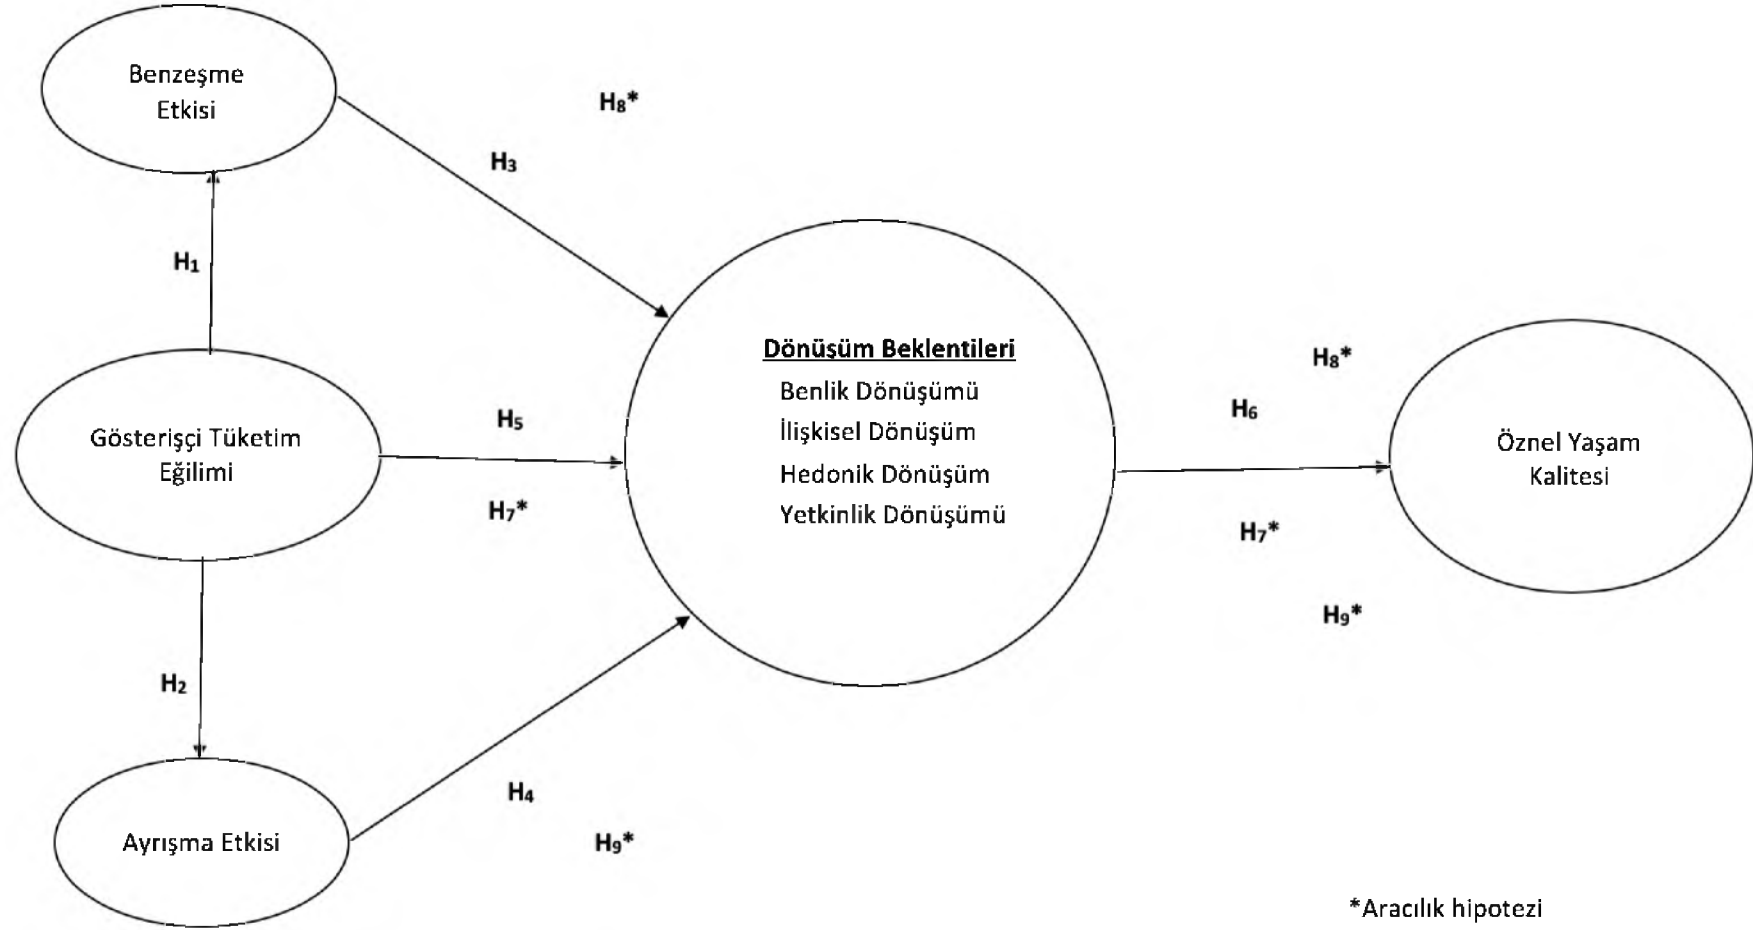 Benzeşme
Etkisi
H₈*
H₃
H₁
Dönüşüm Beklentileri
Benlik Dönüşümü
İlişkisel Dönüşüm
Hedonik Dönüşüm
Yetkinlik Dönüşümü
H₈*
H₆
Gösterişçi Tüketim
Eğilimi
H₅
H₇*
Öznel Yaşam
Kalitesi
H₇*
H₉*
H₂
H₄
Ayrışma Etkisi
H₉*
*Aracılık hipotezi